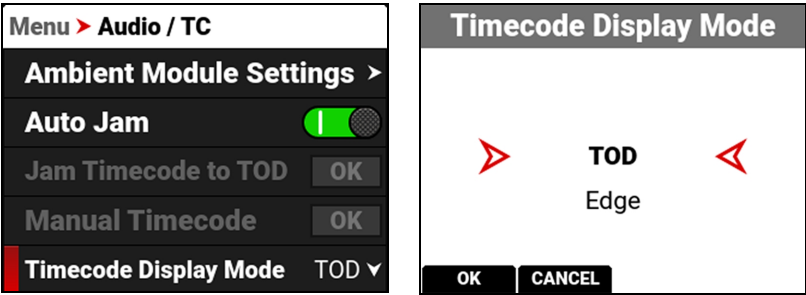 Menu > Audio / TC
Ambient Module Settings >
Auto Jam
Jam Timecode to TOD OK
Manual Timecode OK
Timecode Display Mode TOD
Timecode Display Mode
TOD
Edge
OK CANCEL